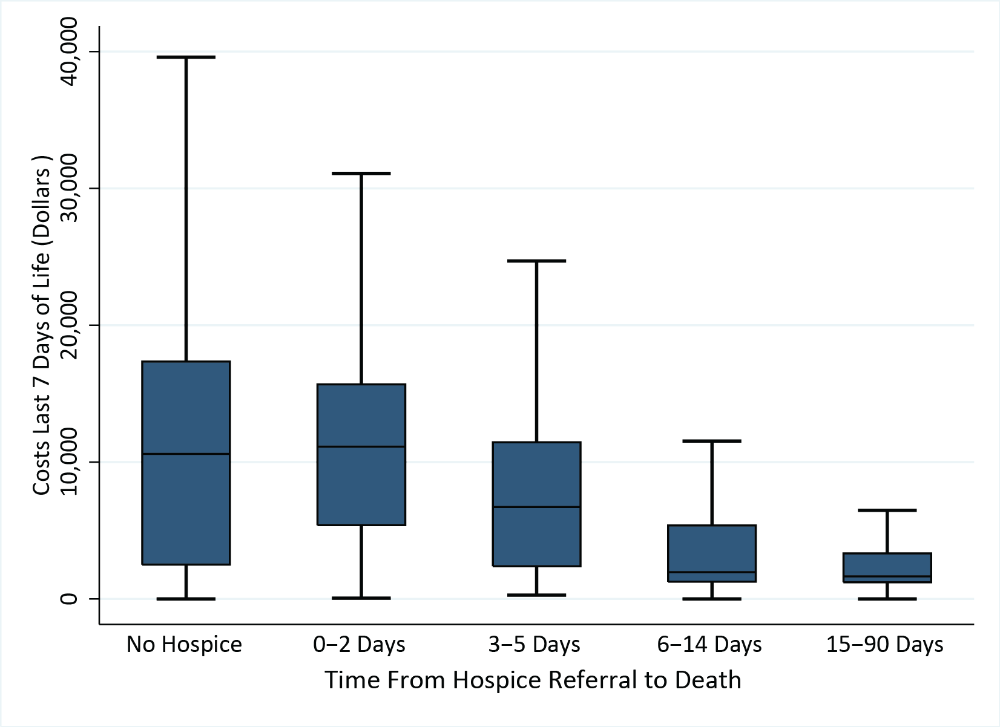 Costs Last 7 Days of Life (Dollars )
40,000
30,000
20,000
10,000
0
No Hospice
0–2 Days
3–5 Days
6–14 Days
15–90 Days
Time From Hospice Referral to Death